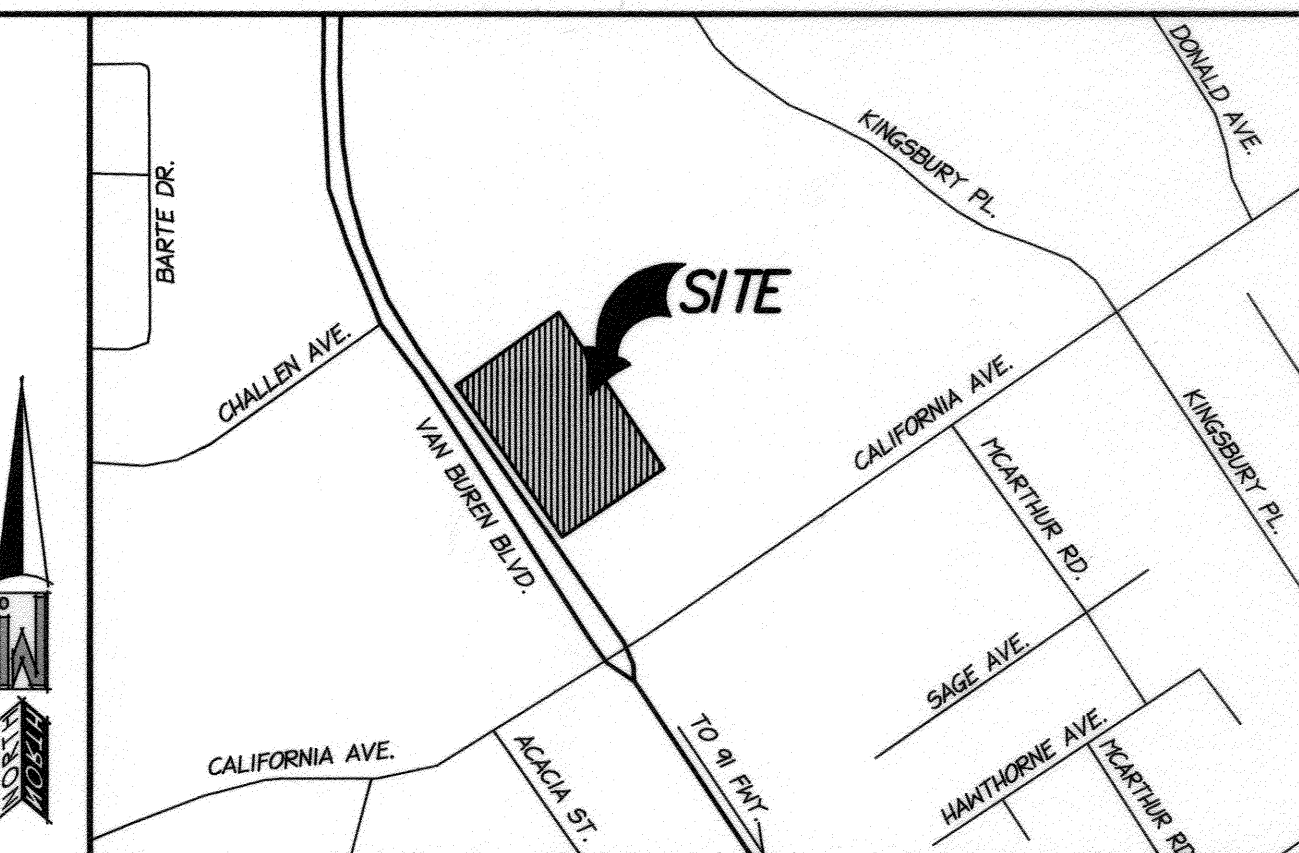 DONALD AVE.
KINGSBURY PL.
BARTE DR.
SITE
CHALLEN AVE.
CALIFORNIA AVE.
KINGSBURY PL.
VAN BUREN BLVD.
MCARTHUR RD.
SAGE AVE.
NORTH
NORTH
CALIFORNIA AVE.
ACACIA ST.
TO 91 FWY.
HAWTHORNE AVE.
MCARTHUR RD